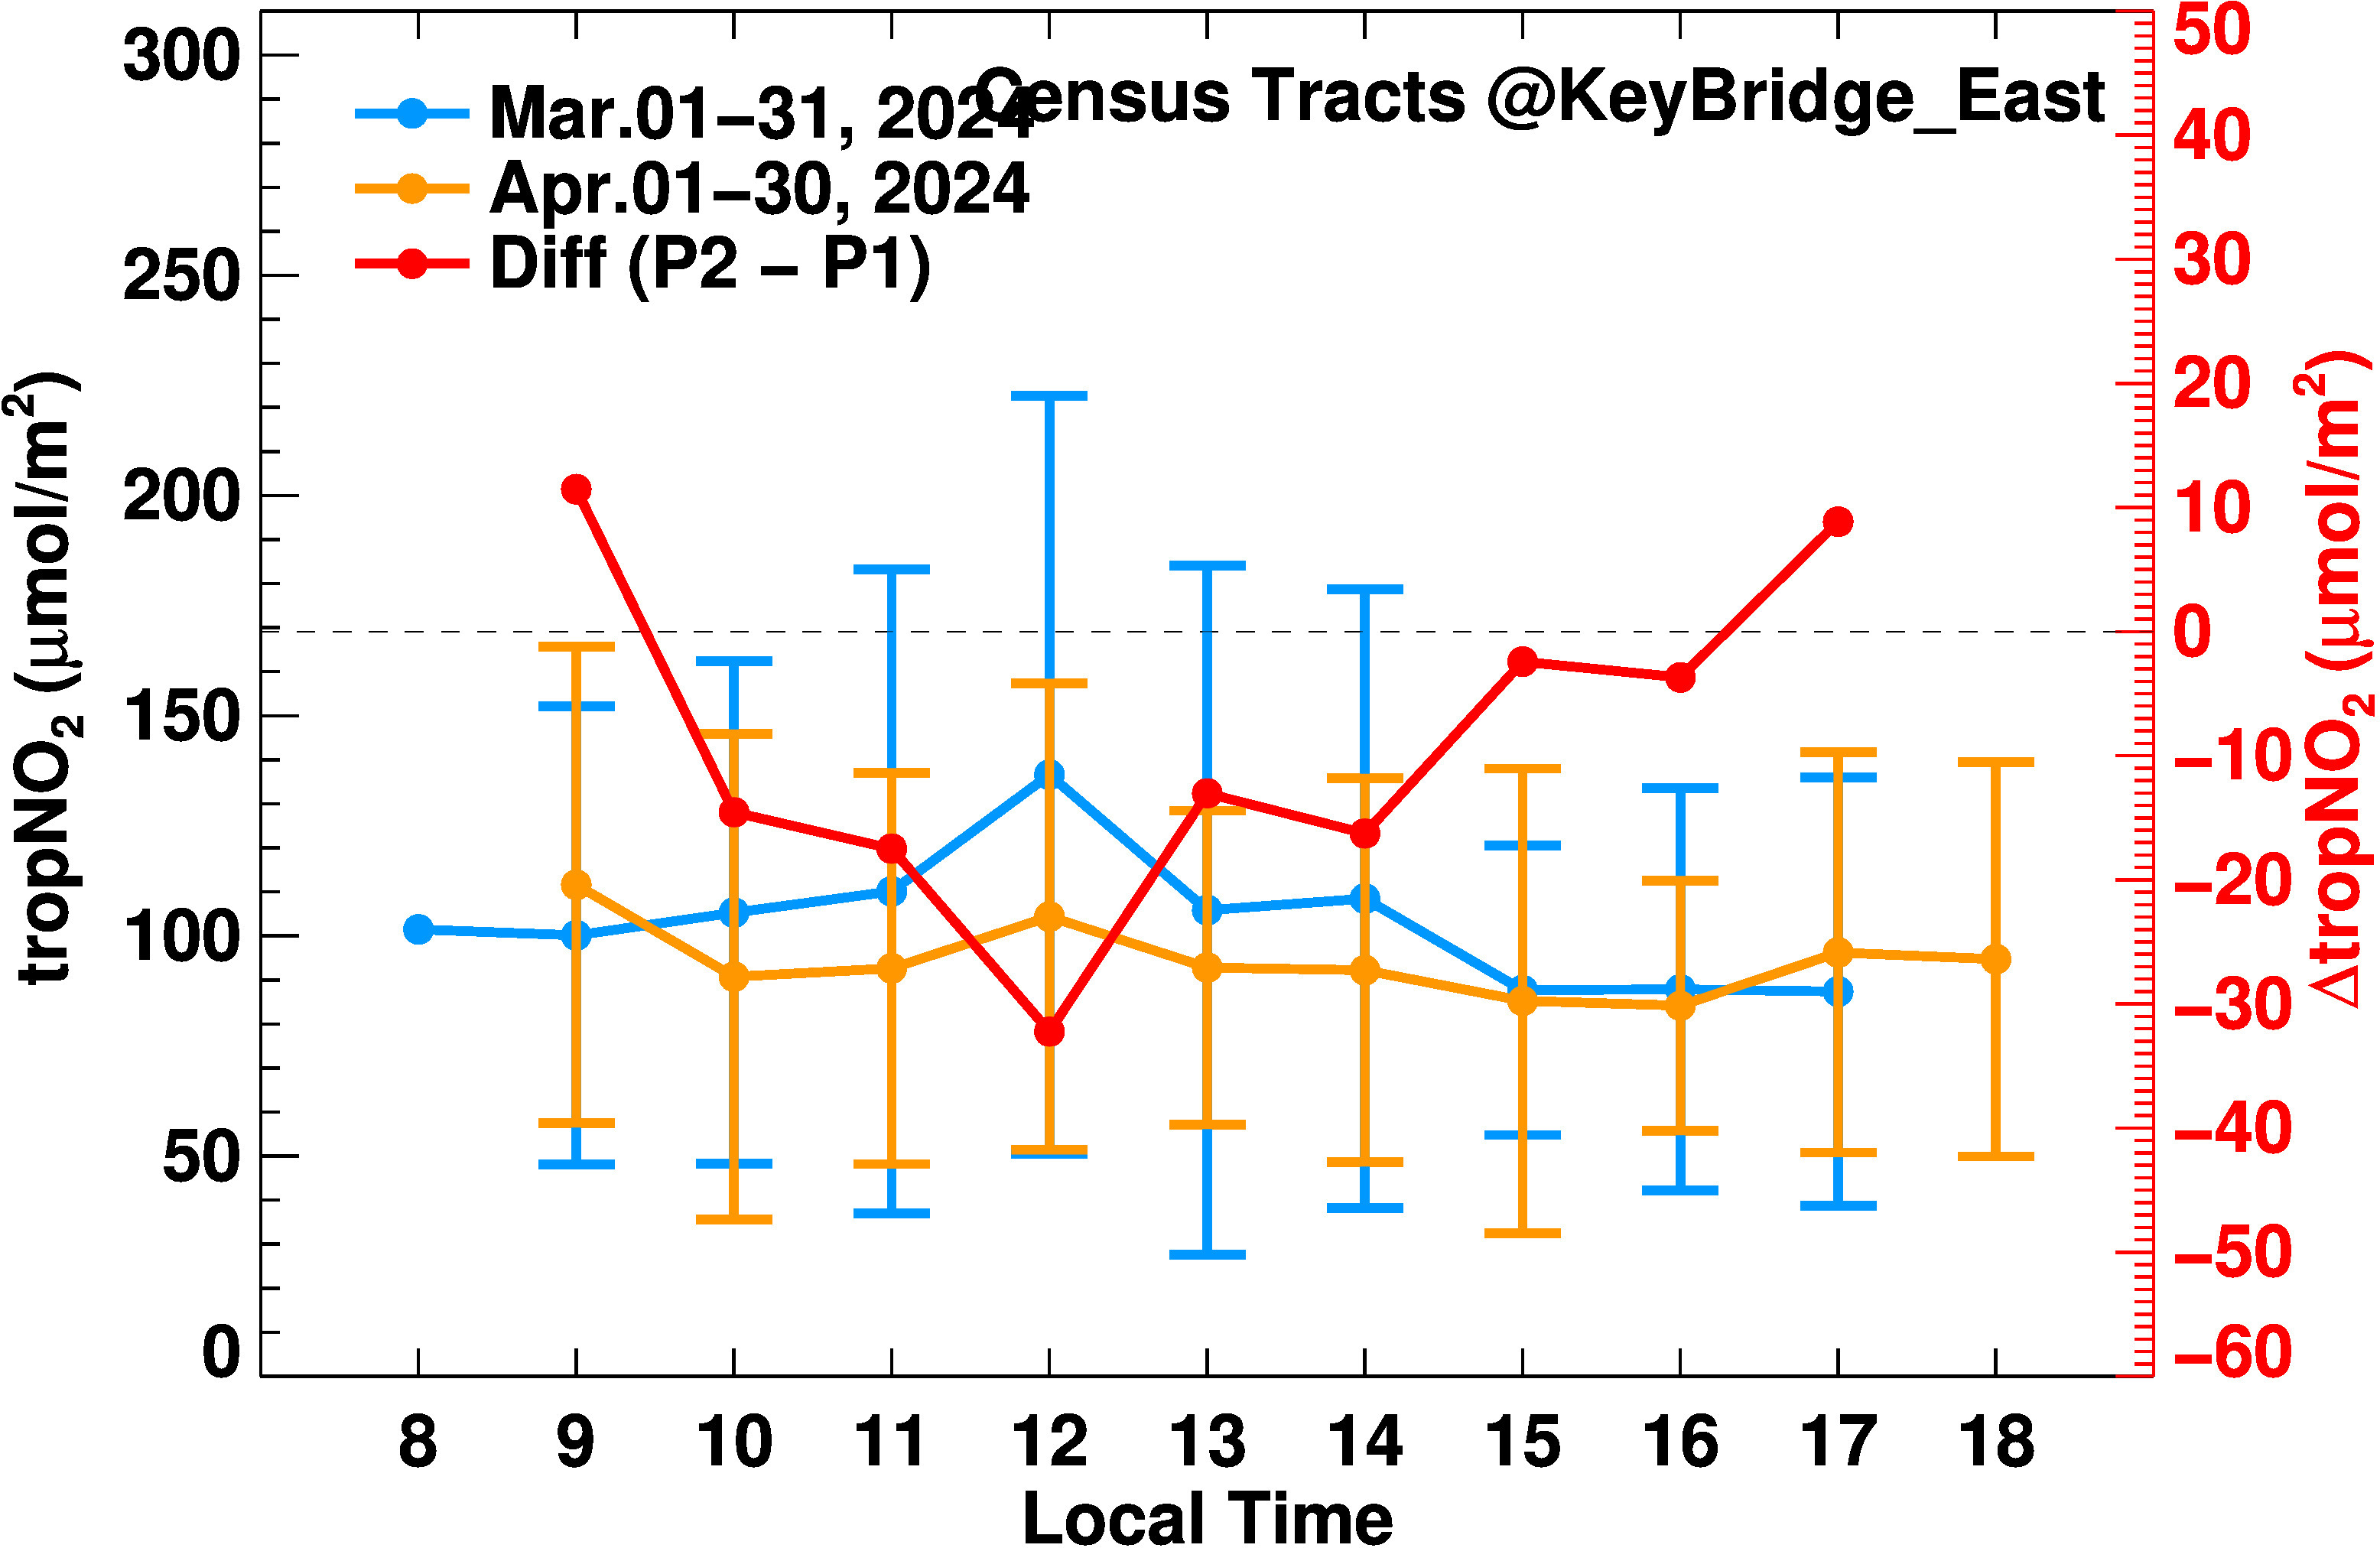 Census Tracts @KeyBridge_East
Mar.01−31, 2024
Apr.01−30, 2024
Diff (P2 − P1)
tropNO₂ (μmol/m²)
300
250
200
150
100
50
0
50
40
30
20
10
0
−10
−20
−30
−40
−50
−60
ΔtropNO₂ (μmol/m²)
8 9 10 11 12 13 14 15 16 17 18
Local Time